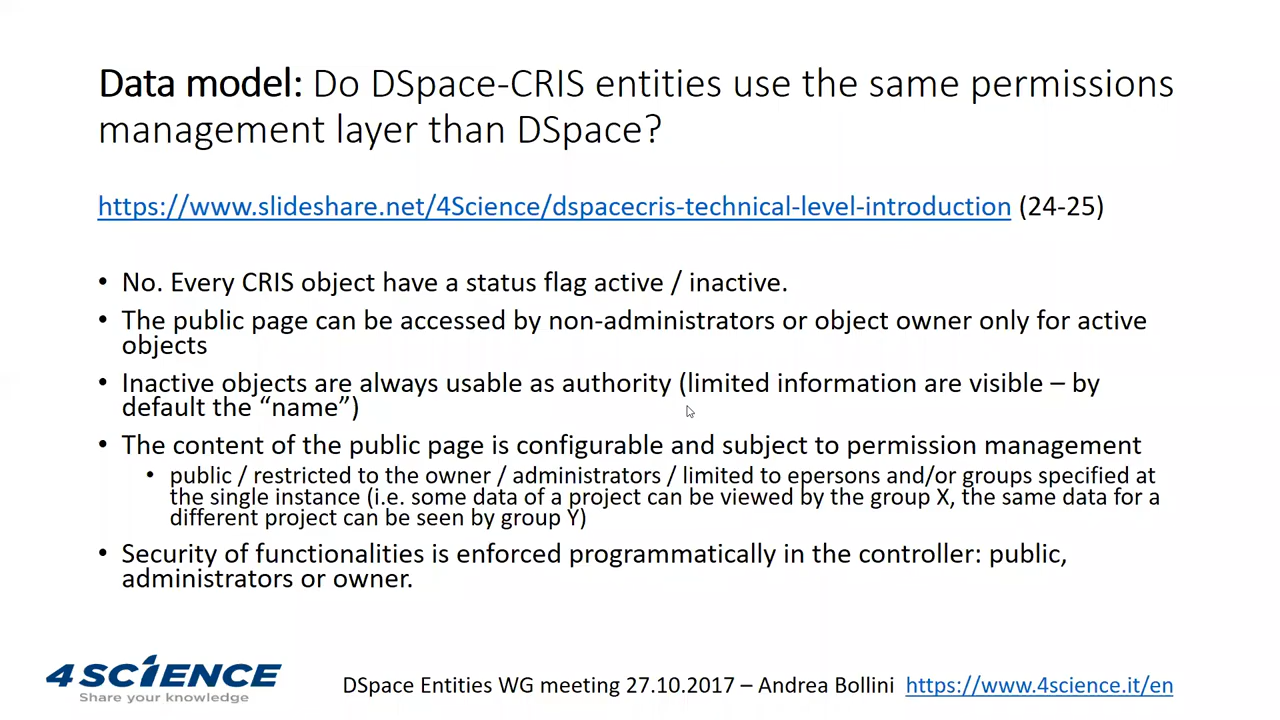 Data model: Do DSpace-CRIS entities use the same permissions
management layer than DSpace?
https://www.slideshare.net/4Science/dspacecris-technical-level-introduction (24-25)
• No. Every CRIS object have a status flag active / inactive.
• The public page can be accessed by non-administrators or object owner only for active
objects
• Inactive objects are always usable as authority (limited information are visible – by
default the “name”)
• The content of the public page is configurable and subject to permission management
• public / restricted to the owner / administrators / limited to epersons and/or groups specified at
the single instance (i.e. some data of a project can be viewed by the group X, the same data for a
different project can be seen by group Y)
• Security of functionalities is enforced programmatically in the controller: public,
administrators or owner.
4SCIENCE
Share your knowledge
DSpace Entities WG meeting 27.10.2017 – Andrea Bollini https://www.4science.it/en